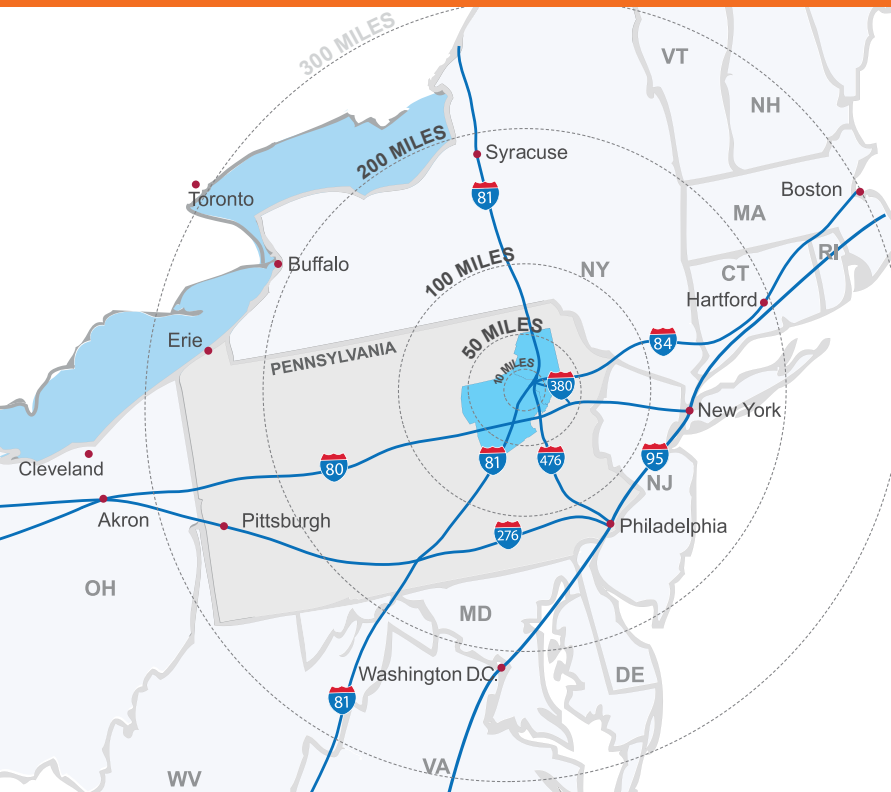 300 MILES
VT
NH
200 MILES
Syracuse
Toronto
81
Boston
MA
100 MILES
NY
Buffalo
CT
RI
Hartford
50 MILES
Erie
PENNSYLVANIA
84
10 MILES
380
New York
Cleveland
80
81
476
95
NJ
Akron
Pittsburgh
276
Philadelphia
OH
MD
Washington D.C.
DE
81
VA
WV